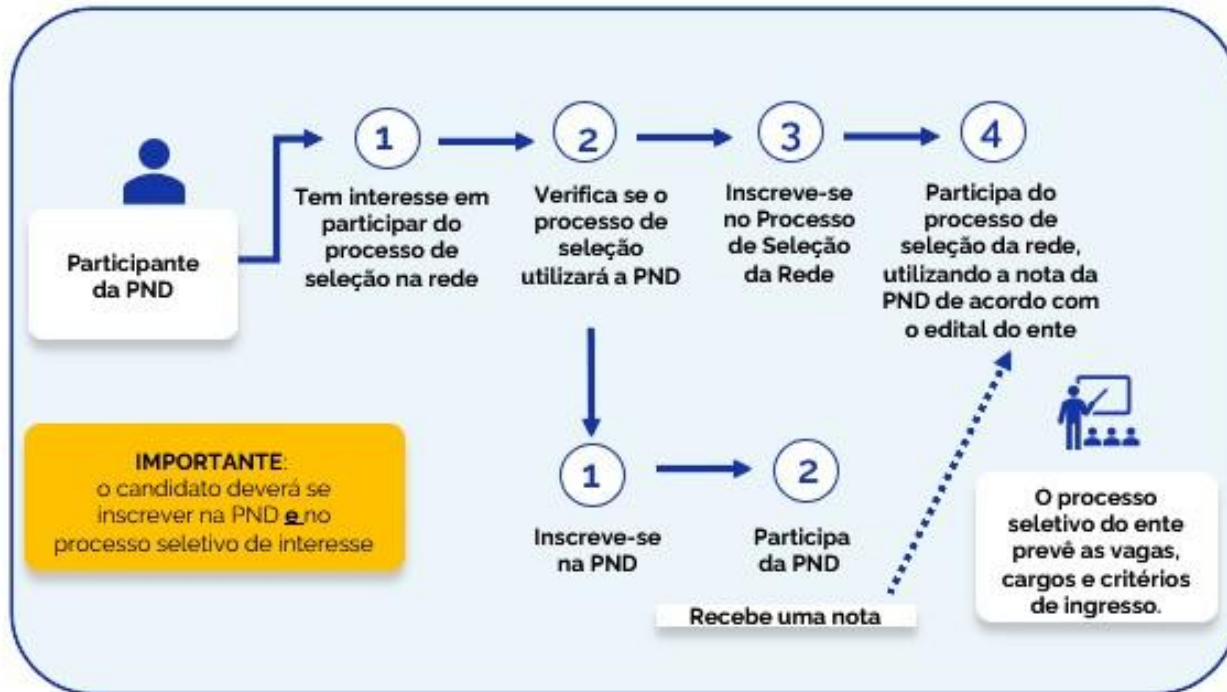 Participante
da PND
1
Tem interesse em
participar do
processo de
seleção na rede
2
Verifica se o
processo de
seleção
utilizará a PND
3
Inscreve-se
no Processo
de Seleção
da Rede
4
Participa do
processo de
seleção da rede,
utilizando a nota da
PND de acordo com
o edital do ente
IMPORTANTE:
o candidato deverá se
inscrever na PND e no
processo seletivo de interesse
1
Inscreve-se
na PND
2
Participa
da PND
Recebe uma nota
O processo
seletivo do ente
prevê as vagas,
cargos e critérios
de ingresso.